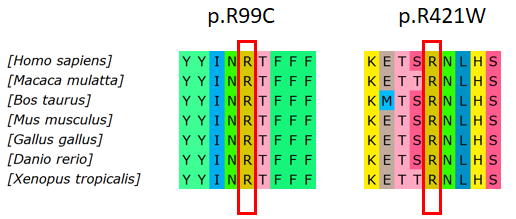 p.R99C p.R421W
[Homo sapiens] Y Y I N R T F F F K E T S R N L H S
[Macaca mulatta] Y Y I N R T F F F K E T T R N L H S
[Bos taurus] Y Y I N R T F F F K M T S R N L H S
[Mus musculus] Y Y I N R T F F F K E T S R N L H S
[Gallus gallus] Y Y I N R T F F F K E T S R N L H S
[Danio rerio] Y Y I N R T F F F K E T S R N L H S
[Xenopus tropicalis] Y Y I N R T F F F K E T T R N L H S